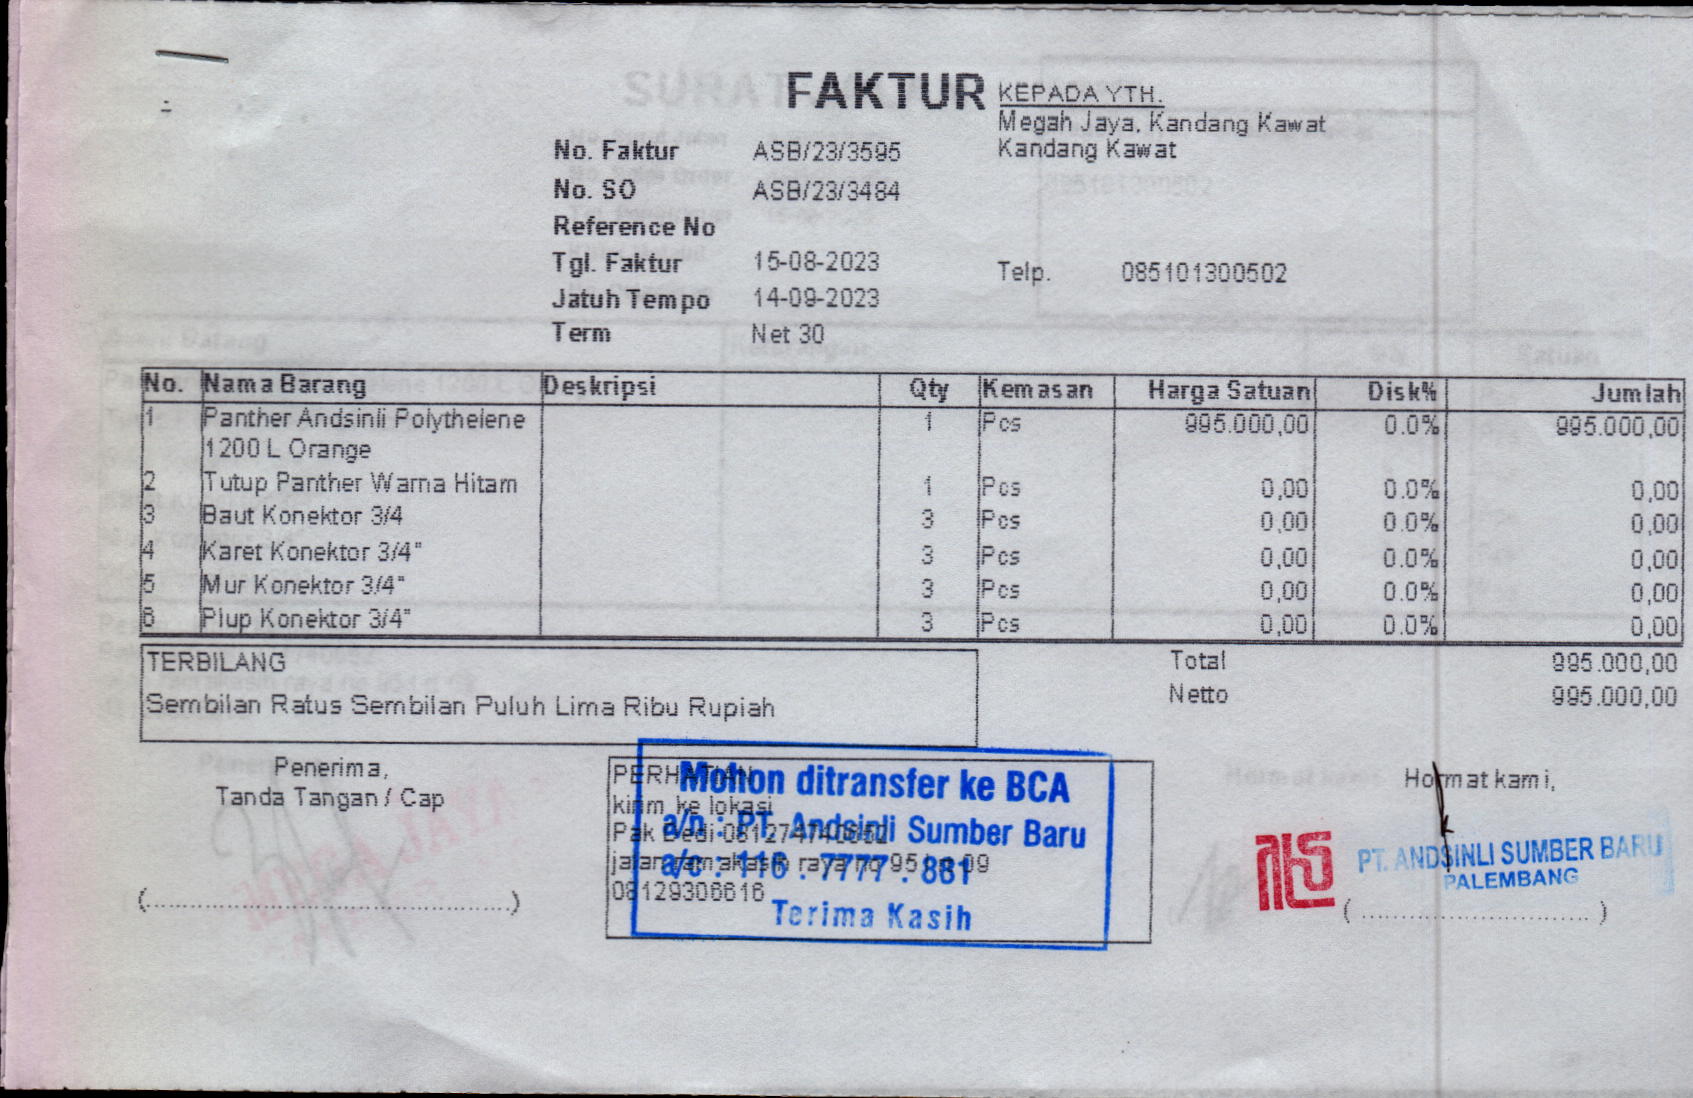 FAKTUR
KEPADA YTH.
Megah Jaya, Kandang Kawat
Kandang Kawat
No. Faktur ASB/23/3595
No. SO ASB/23/3484
Reference No
Tgl. Faktur 15-08-2023
Telp. 085101300502
Jatuh Tempo 14-09-2023
Term Net 30
No. Nama Barang Deskripsi Qty Kemasan Harga Satuan Disk% Jumlah
1 Panther Andsinli Polythelene 1 Pcs 995.000,00 0.0% 995.000,00
1200 L Orange
2 Tutup Panther Warna Hitam 1 Pcs 0,00 0.0% 0,00
3 Baut Konektor 3/4 3 Pcs 0,00 0.0% 0,00
4 Karet Konektor 3/4" 3 Pcs 0,00 0.0% 0,00
5 Mur Konektor 3/4" 3 Pcs 0,00 0.0% 0,00
6 Plup Konektor 3/4" 3 Pcs 0,00 0.0% 0,00
TERBILANG
Sembilan Ratus Sembilan Puluh Lima Ribu Rupiah
Total 995.000,00
Netto 995.000,00
Penerima,
Tanda Tangan / Cap
(..........................................)
PERHATIAN
kirim ke lokasi
Pak Dedi
raya no 95
08129306616
Mohon ditransfer ke BCA
a/n : PT. Andsinli Sumber Baru
a/c : 116 . 7777 . 881
Terima Kasih
Hormat kami,
PT. ANDSINLI SUMBER BARU
PALEMBANG
(..............................)